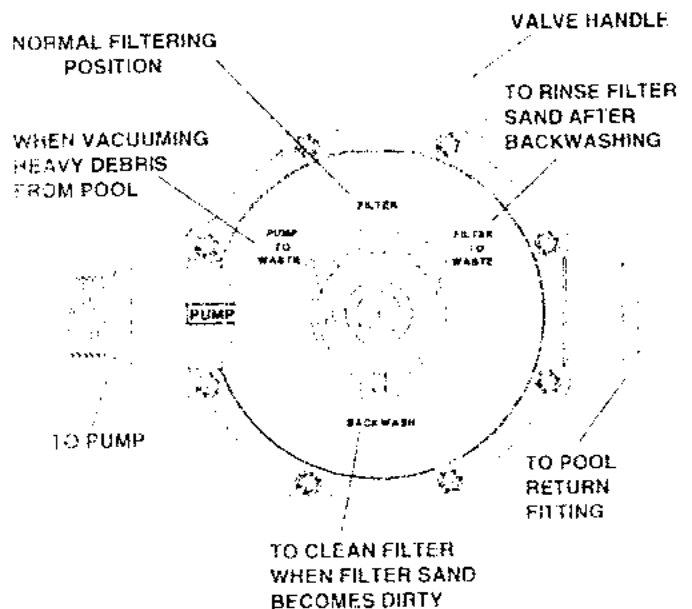 VALVE HANDLE
NORMAL FILTERING
POSITION
TO RINSE FILTER
SAND AFTER
BACKWASHING
WHEN VACUUMING
HEAVY DEBRIS
FROM POOL
FILTER
PUMP
TO
WASTE
FILTER
TO
WASTE
PUMP
BACKWASH
TO PUMP
TO POOL
RETURN
FITTING
TO CLEAN FILTER
WHEN FILTER SAND
BECOMES DIRTY